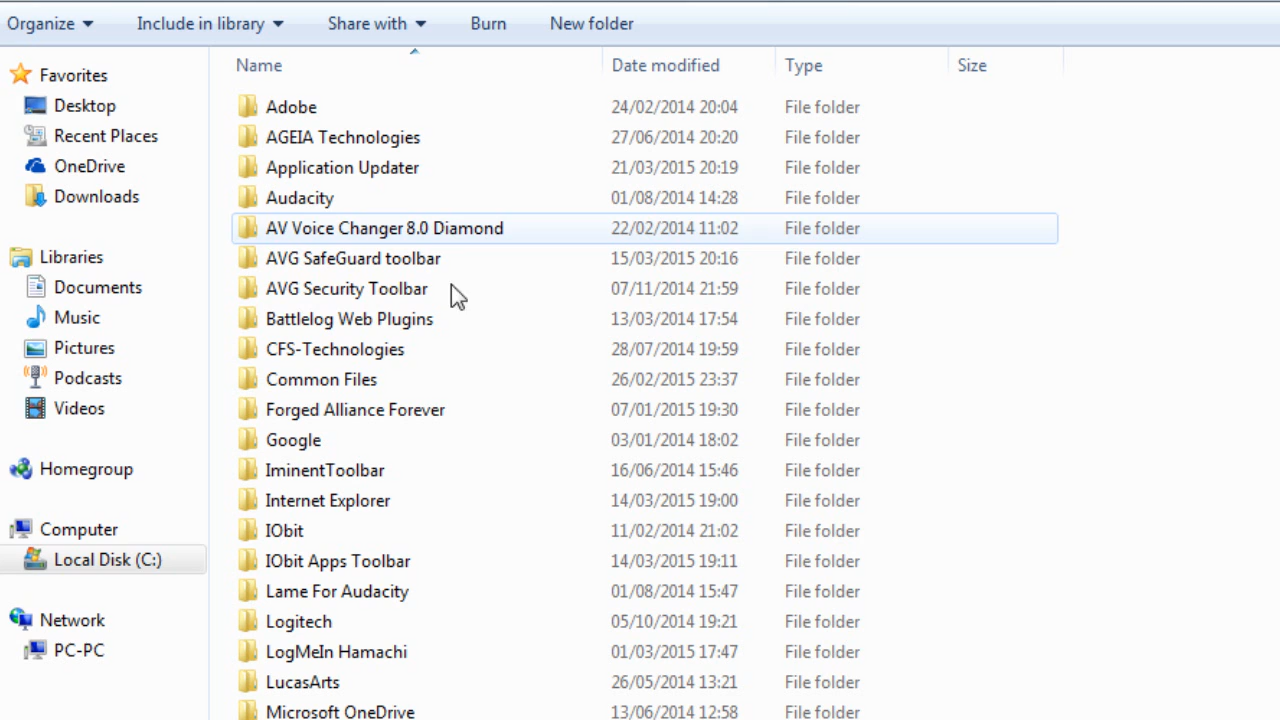 Organize Include in library Share with Burn New folder
Name Date modified Type Size
Favorites
Desktop
Recent Places
OneDrive
Downloads
Libraries
Documents
Music
Pictures
Podcasts
Videos
Homegroup
Computer
Local Disk (C:)
Network
PC-PC
Adobe 24/02/2014 20:04 File folder
AGEIA Technologies 27/06/2014 20:20 File folder
Application Updater 21/03/2015 20:19 File folder
Audacity 01/08/2014 14:28 File folder
AV Voice Changer 8.0 Diamond 22/02/2014 11:02 File folder
AVG SafeGuard toolbar 15/03/2015 20:16 File folder
AVG Security Toolbar 07/11/2014 21:59 File folder
Battlelog Web Plugins 13/03/2014 17:54 File folder
CFS-Technologies 28/07/2014 19:59 File folder
Common Files 26/02/2015 23:37 File folder
Forged Alliance Forever 07/01/2015 19:30 File folder
Google 03/01/2014 18:02 File folder
IminentToolbar 16/06/2014 15:46 File folder
Internet Explorer 14/03/2015 19:00 File folder
IObit 11/02/2014 21:02 File folder
IObit Apps Toolbar 14/03/2015 19:11 File folder
Lame For Audacity 01/08/2014 15:47 File folder
Logitech 05/10/2014 19:21 File folder
LogMeIn Hamachi 01/03/2015 17:47 File folder
LucasArts 26/05/2014 13:21 File folder
Microsoft OneDrive 13/06/2014 12:58 File folder